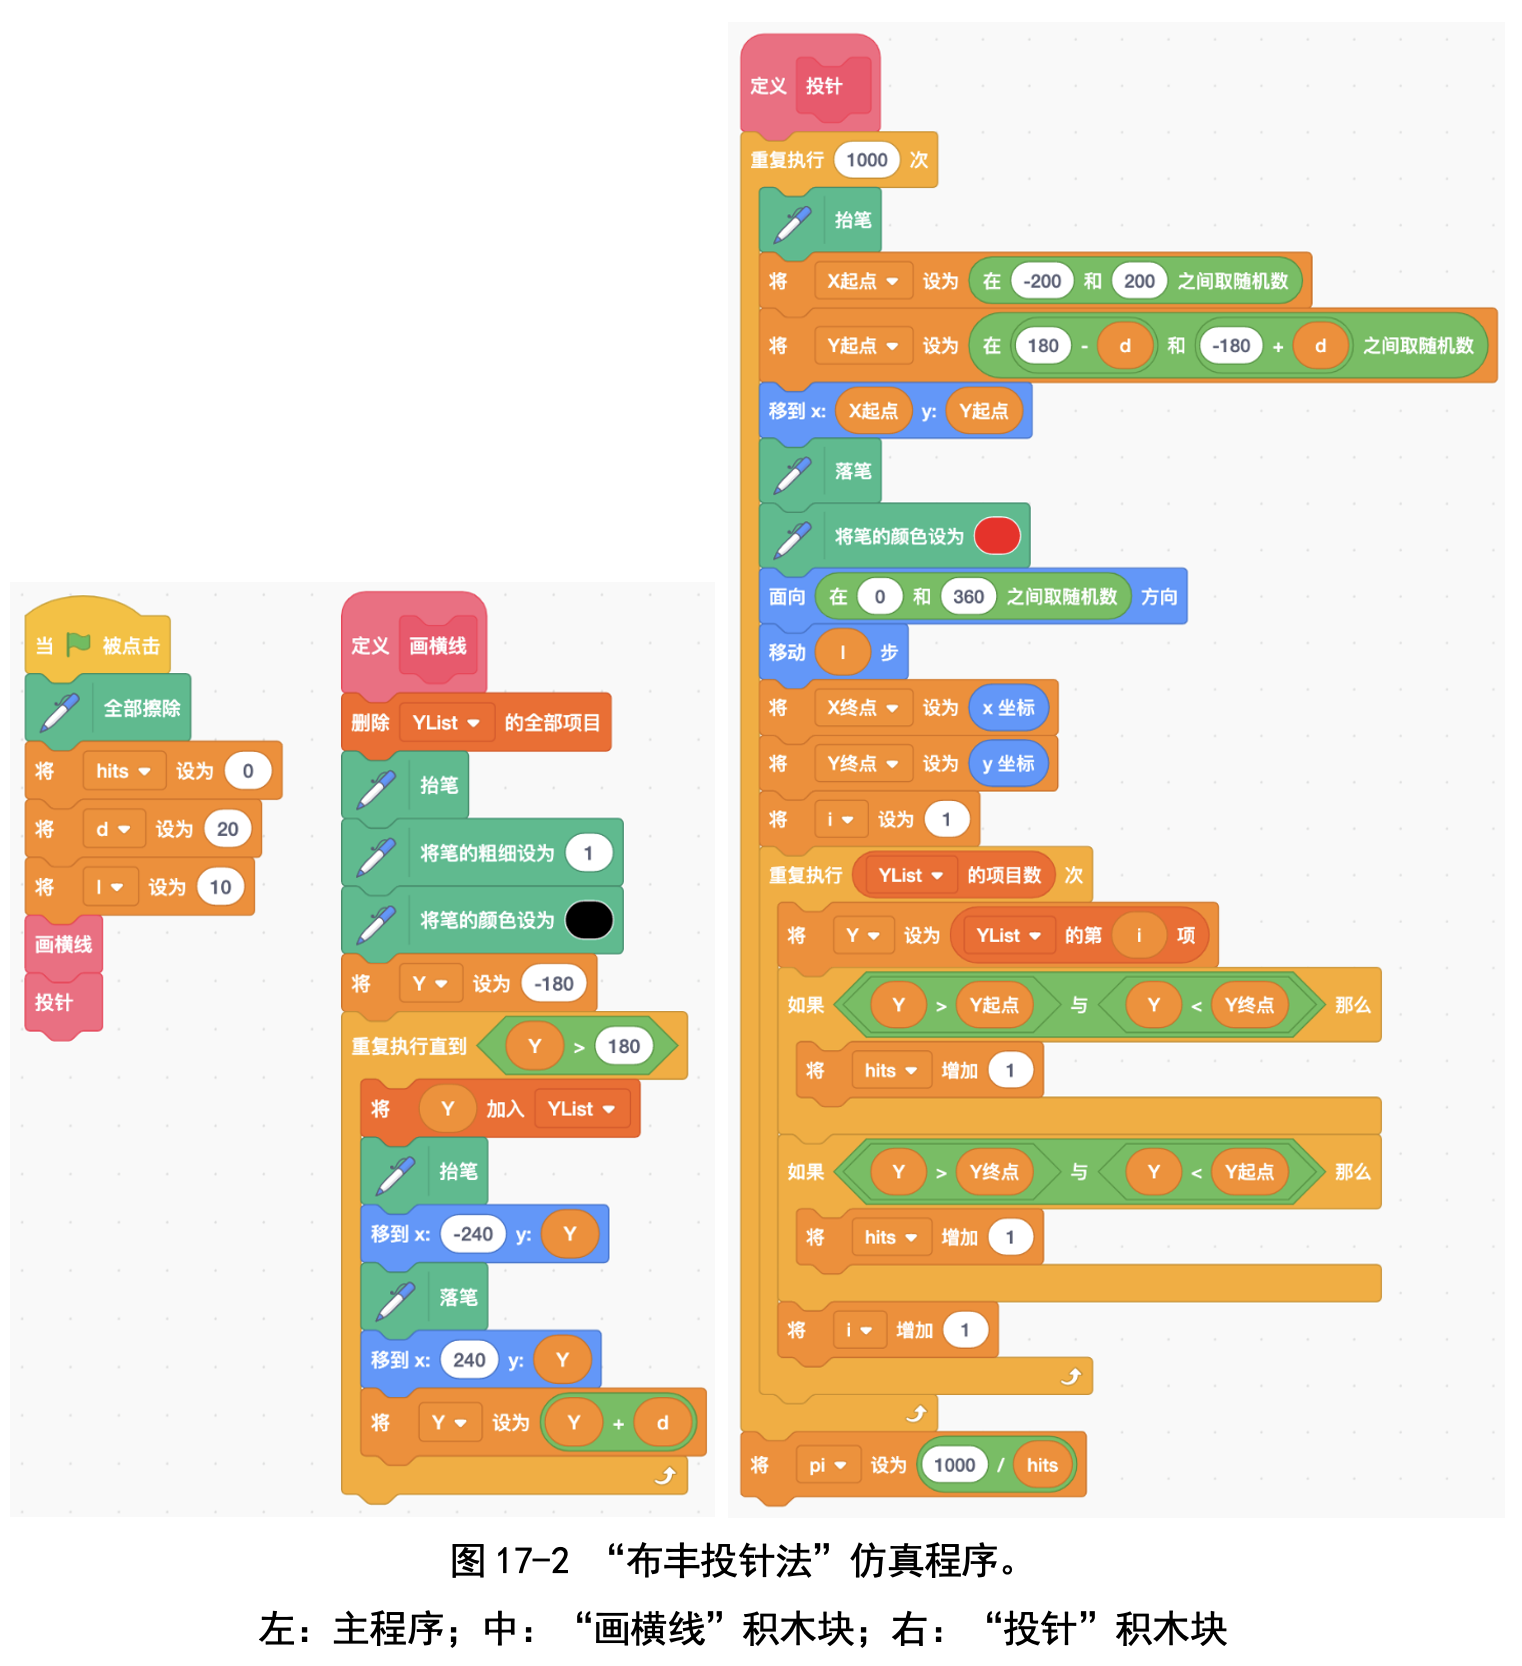 当 被点击
全部擦除
将 hits 设为 0
将 d 设为 20
将 l 设为 10
画横线
投针
定义 画横线
删除 YList 的全部项目
抬笔
将笔的粗细设为 1
将笔的颜色设为
将 Y 设为 -180
重复执行直到 Y > 180
将 Y 加入 YList
抬笔
移到 x: -240 y: Y
落笔
移到 x: 240 y: Y
将 Y 设为 Y + d
定义 投针
重复执行 1000 次
抬笔
将 X起点 设为 在 -200 和 200 之间取随机数
将 Y起点 设为 在 180 - d 和 -180 + d 之间取随机数
移到 x: X起点 y: Y起点
落笔
将笔的颜色设为
面向 在 0 和 360 之间取随机数 方向
移动 l 步
将 X终点 设为 x 坐标
将 Y终点 设为 y 坐标
将 i 设为 1
重复执行 YList 的项目数 次
将 Y 设为 YList 的第 i 项
如果 Y > Y起点 与 Y < Y终点 那么
将 hits 增加 1
如果 Y > Y终点 与 Y < Y起点 那么
将 hits 增加 1
将 i 增加 1
将 pi 设为 1000 / hits
图 17-2 “布丰投针法”仿真程序。
左：主程序；中：“画横线”积木块；右：“投针”积木块